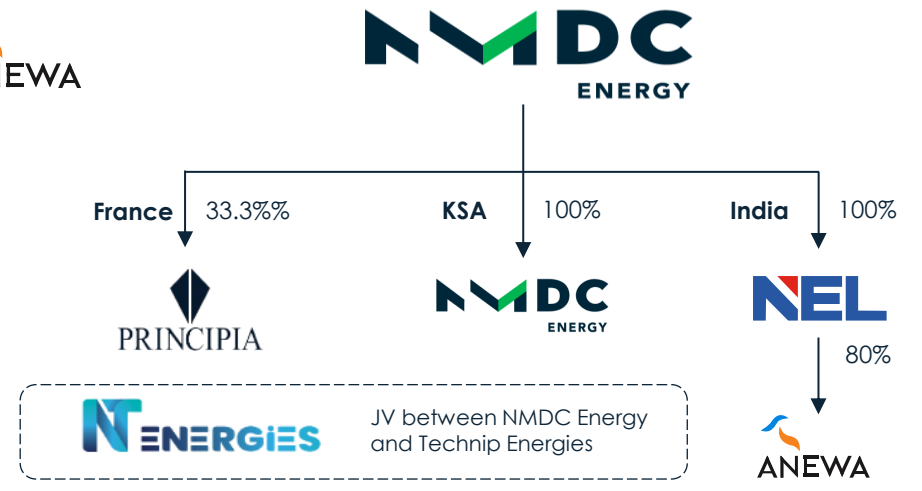 NMDC
ENERGY
EWA
France 33.3%% KSA 100% India 100%
PRINCIPIA
NMDC
ENERGY
NEL
80%
NT ENERGiES
JV between NMDC Energy
and Technip Energies
ANEWA